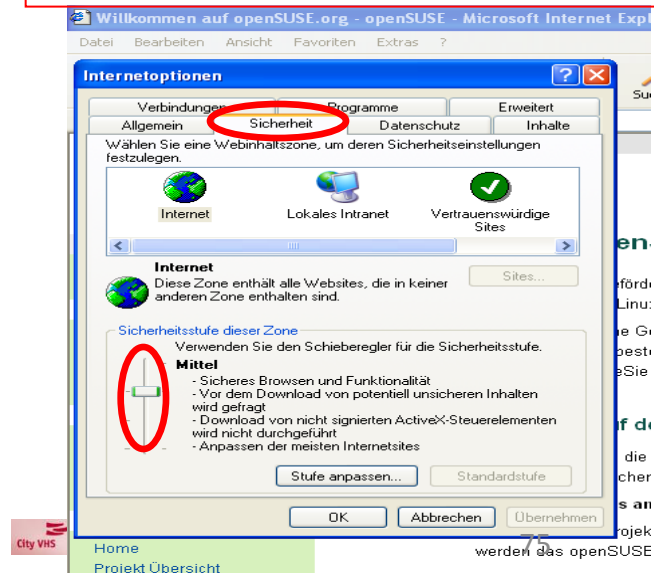 Willkommen auf openSUSE.org - openSUSE - Microsoft Internet Expl
Datei Bearbeiten Ansicht Favoriten Extras ?
Internetoptionen
Verbindungen Programme Erweitert
Allgemein Sicherheit Datenschutz Inhalte
Wählen Sie eine Webinhaltszone, um deren Sicherheitseinstellungen
festzulegen.
Internet Lokales Intranet Vertrauenswürdige
Sites
Internet
Diese Zone enthält alle Websites, die in keiner
anderen Zone enthalten sind.
Sites...
Sicherheitsstufe dieser Zone
Verwenden Sie den Schieberegler für die Sicherheitsstufe.
Mittel
- Sicheres Browsen und Funktionalität
- Vor dem Download von potentiell unsicheren Inhalten
wird gefragt
- Download von nicht signierten ActiveX-Steuerelementen
wird nicht durchgeführt
- Anpassen der meisten Internetsites
Stufe anpassen... Standardstufe
OK Abbrechen Übernehmen
City VHS
Home
Projekt Übersicht
werden das openSUSE
75